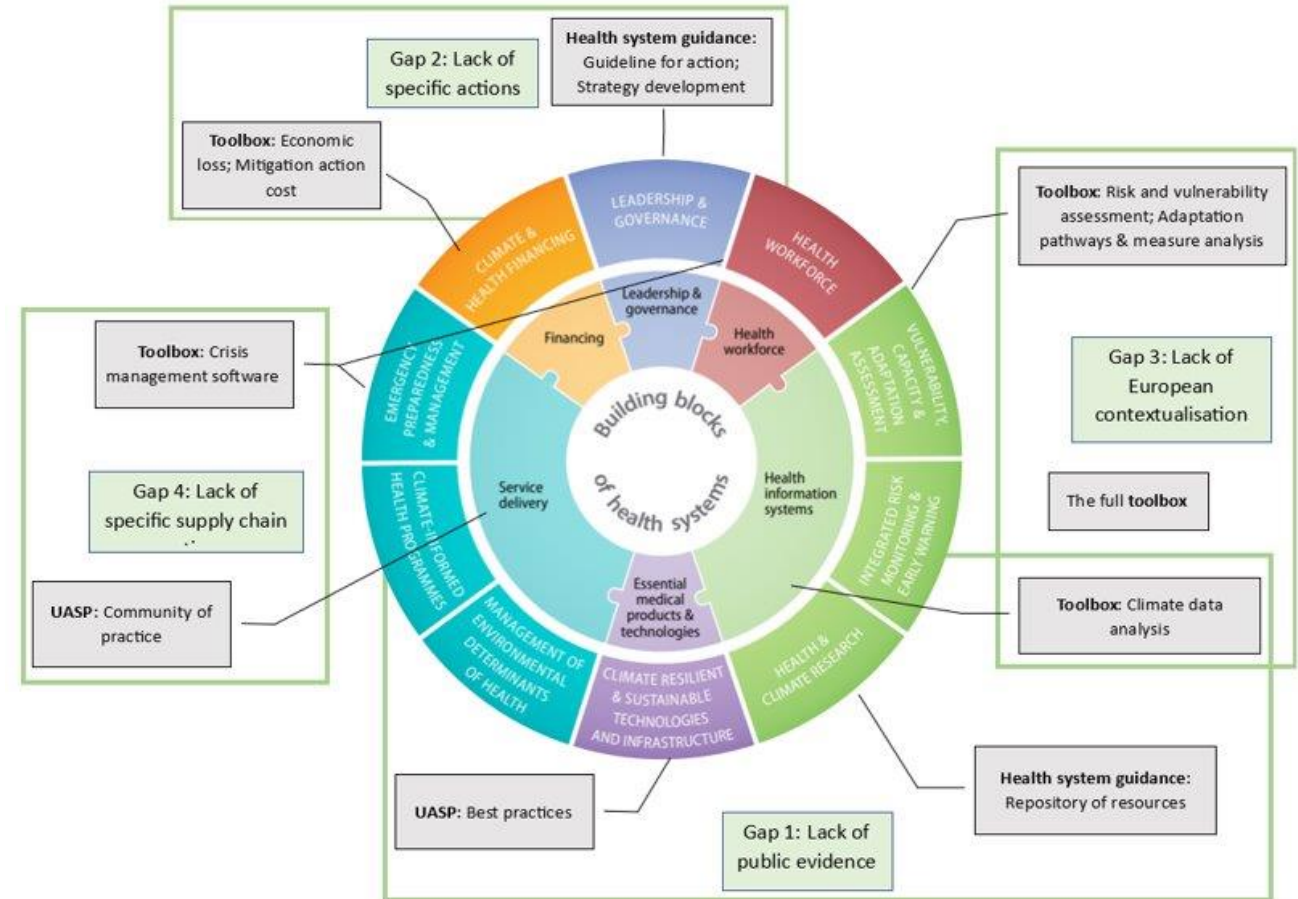 Gap 2: Lack of
specific actions
Health system guidance:
Guideline for action;
Strategy development
Toolbox: Economic
loss; Mitigation action
cost
Toolbox: Risk and vulnerability
assessment; Adaptation
pathways & measure analysis
LEADERSHIP &
GOVERNANCE
CLIMATE &
HEALTH FINANCING
HEALTH
WORKFORCE
Leadership &
governance
Financing
Health
workforce
Toolbox: Crisis
management software
EMERGENCY
PREPAREDNESS
& MANAGEMENT
VULNERABILITY,
CAPACITY &
ADAPTATION
ASSESSMENT
Gap 3: Lack of
European
contextualisation
Building blocks
of health systems
Gap 4: Lack of
specific supply chain
Service
delivery
Health
information
systems
The full toolbox
CLIMATE-INFORMED
HEALTH PROGRAMMES
INTEGRATED RISK
MONITORING &
EARLY WARNING
UASP: Community of
practice
Essential
medical
products &
technologies
Toolbox: Climate data
analysis
MANAGEMENT OF
ENVIRONMENTAL
DETERMINANTS
OF HEALTH
CLIMATE RESILIENT
& SUSTAINABLE
TECHNOLOGIES
AND INFRASTRUCTURE
HEALTH &
CLIMATE RESEARCH
UASP: Best practices
Health system guidance:
Repository of resources
Gap 1: Lack of
public evidence